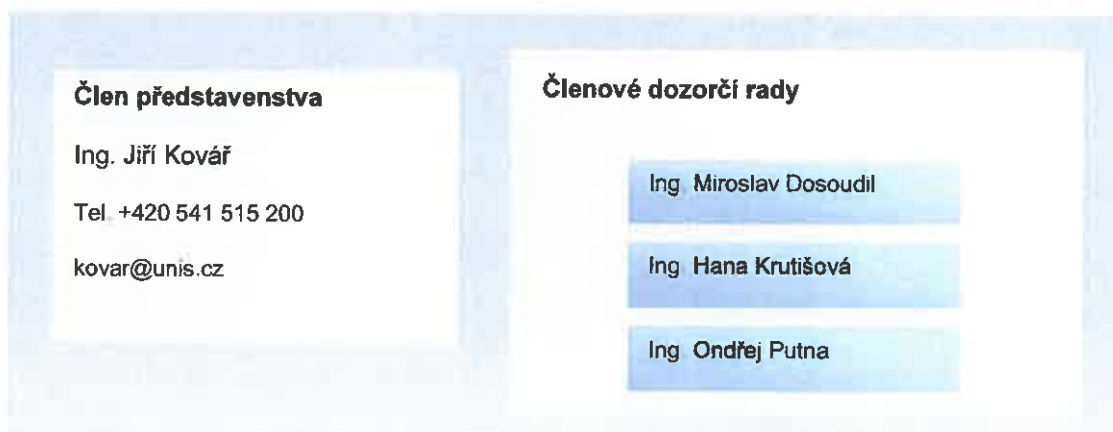 Člen představenstva
Ing. Jiří Kovář
Tel. +420 541 515 200
kovar@unis.cz
Členové dozorčí rady
Ing. Miroslav Dosoudil
Ing. Hana Krutišová
Ing. Ondřej Putna